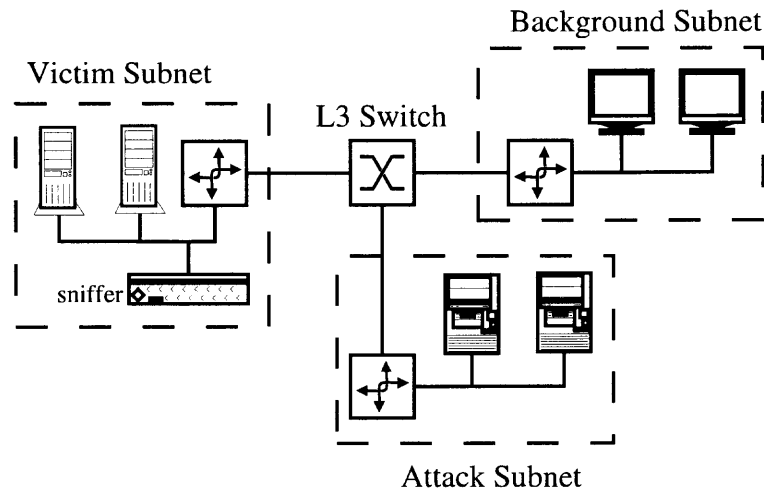 Background Subnet
Victim Subnet
L3 Switch
sniffer
Attack Subnet